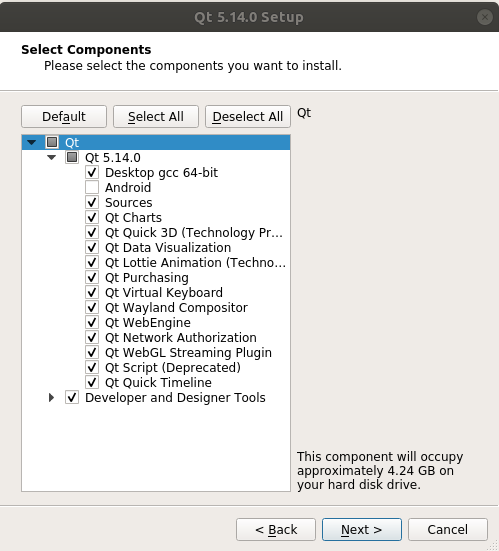 Qt 5.14.0 Setup
Select Components
Please select the components you want to install.
Default
Select All
Deselect All
Qt
Qt
Qt 5.14.0
Desktop gcc 64-bit
Android
Sources
Qt Charts
Qt Quick 3D (Technology Pr...
Qt Data Visualization
Qt Lottie Animation (Techno...
Qt Purchasing
Qt Virtual Keyboard
Qt Wayland Compositor
Qt WebEngine
Qt Network Authorization
Qt WebGL Streaming Plugin
Qt Script (Deprecated)
Qt Quick Timeline
Developer and Designer Tools
This component will occupy
approximately 4.24 GB on
your hard disk drive.
< Back
Next >
Cancel